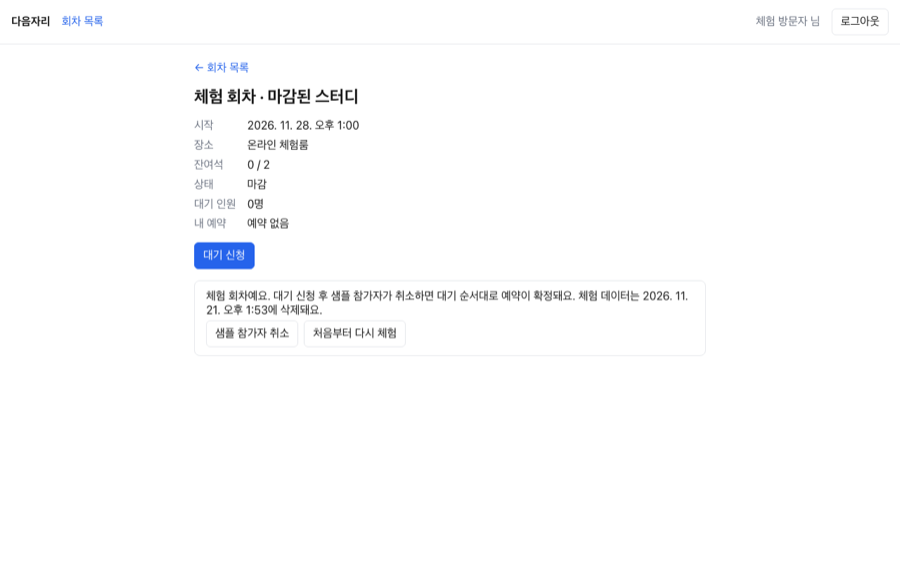 다음자리 회차 목록 체험 방문자 님 로그아웃
← 회차 목록
체험 회차 · 마감된 스터디
시작 2026. 11. 28. 오후 1:00
장소 온라인 체험룸
잔여석 0 / 2
상태 마감
대기 인원 0명
내 예약 예약 없음
대기 신청
체험 회차예요. 대기 신청 후 샘플 참가자가 취소하면 대기 순서대로 예약이 확정돼요. 체험 데이터는 2026. 11.
21. 오후 1:53에 삭제돼요.
샘플 참가자 취소 처음부터 다시 체험